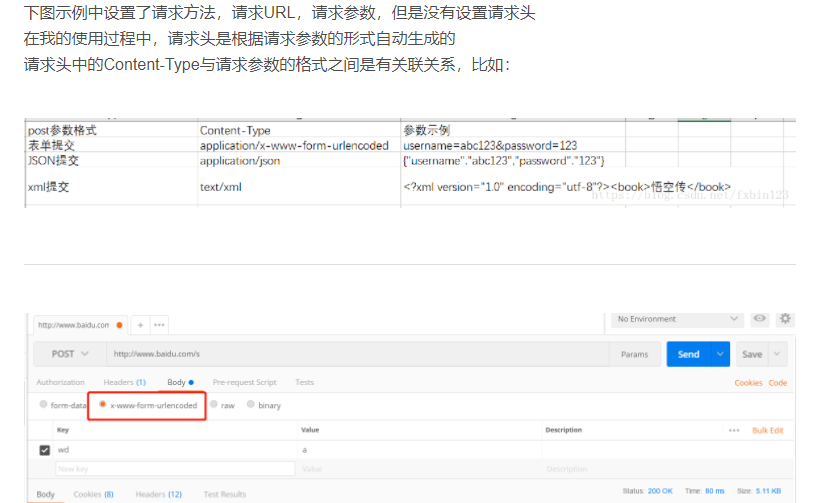 下图示例中设置了请求方法，请求URL，请求参数，但是没有设置请求头
在我的使用过程中，请求头是根据请求参数的形式自动生成的
请求头中的Content-Type与请求参数的格式之间是有关联关系，比如：
post参数格式 Content-Type 参数示例
表单提交 application/x-www-form-urlencoded username=abc123&password=123
JSON提交 application/json {"username"."abc123","password"."123"}
xml提交 text/xml <?xml version="1.0" encoding="utf-8"?><book>悟空传</book>
https://blog.csdn.net/fxbin123
http://www.baidu.com + ••• No Environment
POST http://www.baidu.com/s Params Send Save
Authorization Headers (1) Body Pre-request Script Tests Cookies Code
form-data x-www-form-urlencoded raw binary
Key Value Description ••• Bulk Edit
wd a
New key Value Description
Body Cookies (8) Headers (12) Test Results Status: 200 OK Time: 80 ms Size: 5.11 KB